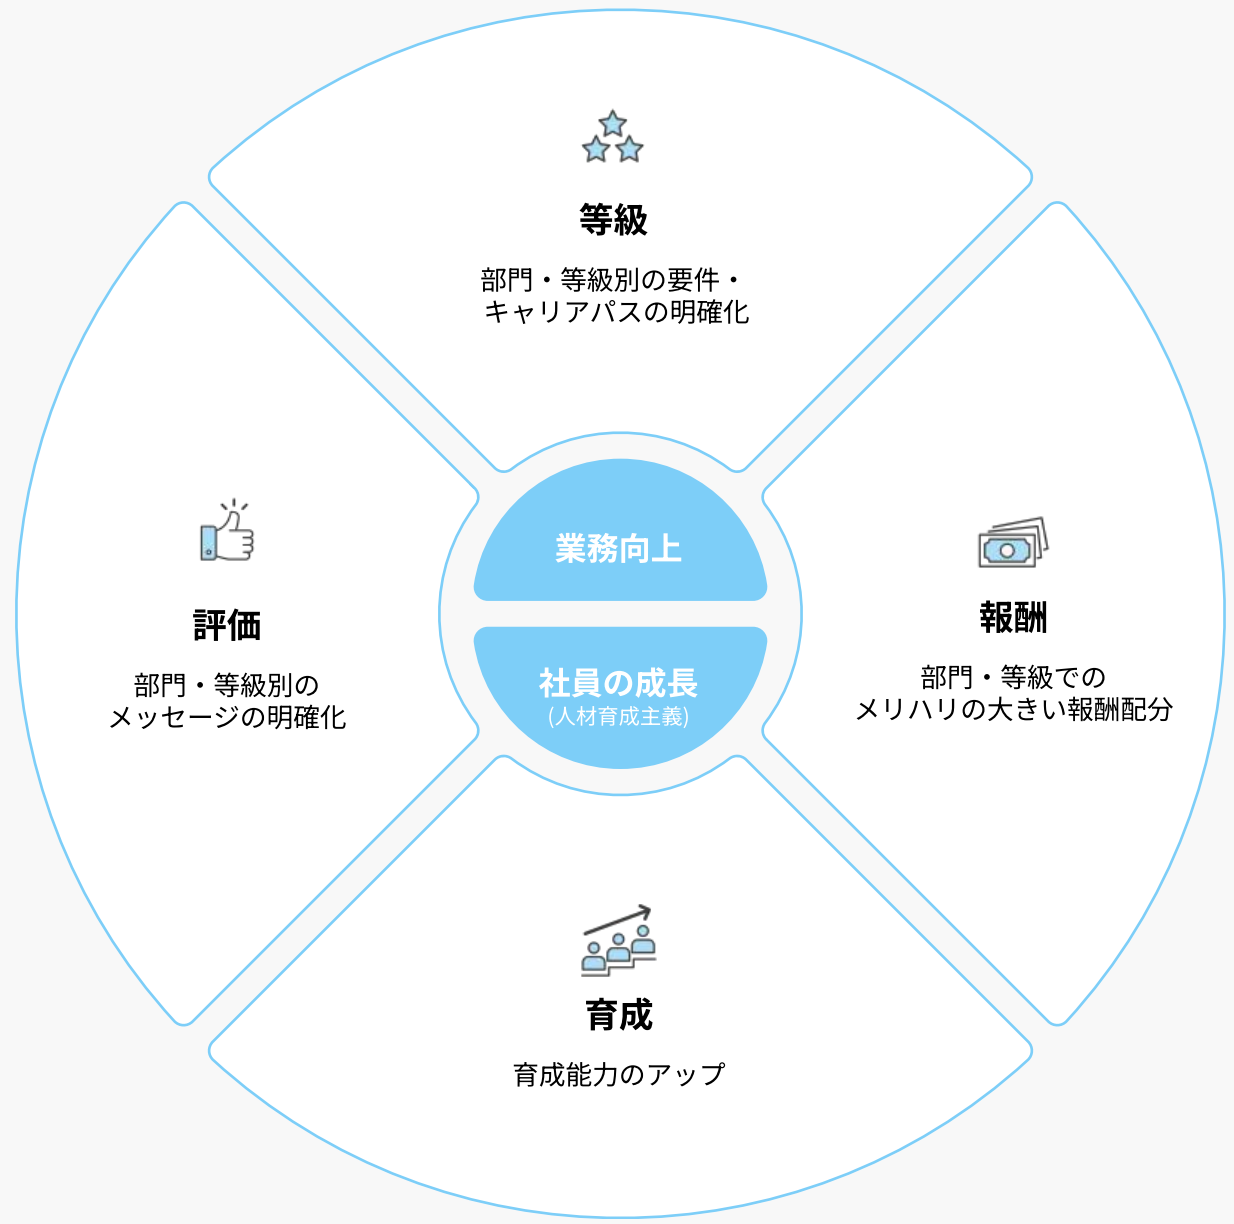 等級
部門・等級別の要件・
キャリアパスの明確化
評価
部門・等級別の
メッセージの明確化
業務向上
社員の成長
(人材育成主義)
報酬
部門・等級での
メリハリの大きい報酬配分
育成
育成能力のアップ